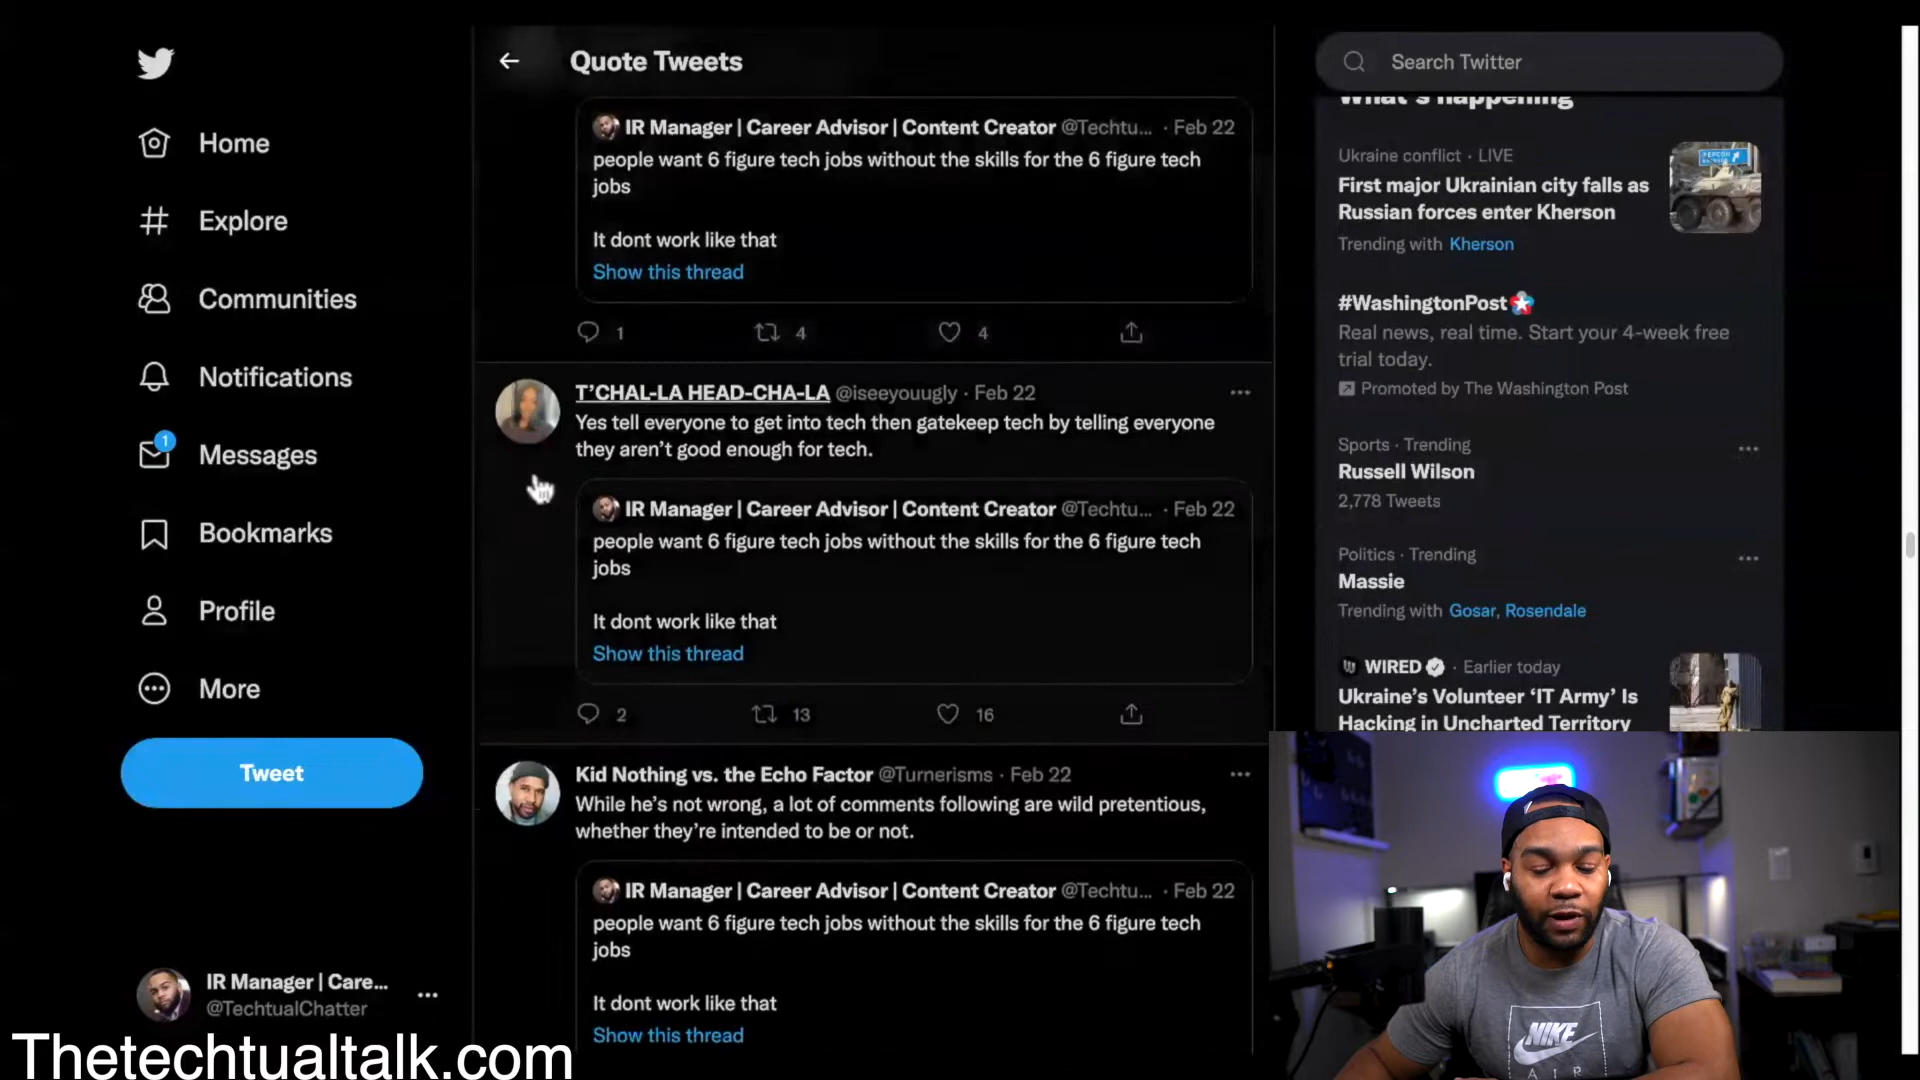 Home
Explore
Communities
Notifications
1
Messages
Bookmarks
Profile
More
Tweet
IR Manager | Care...
@TechtualChatter
Thetechtualtalk.com
Quote Tweets
IR Manager | Career Advisor | Content Creator @Techtu... · Feb 22
people want 6 figure tech jobs without the skills for the 6 figure tech
jobs
It dont work like that
Show this thread
1 4 4
T'CHAL-LA HEAD-CHA-LA @iseeyouugly · Feb 22
Yes tell everyone to get into tech then gatekeep tech by telling everyone
they aren't good enough for tech.
IR Manager | Career Advisor | Content Creator @Techtu... · Feb 22
people want 6 figure tech jobs without the skills for the 6 figure tech
jobs
It dont work like that
Show this thread
2 13 16
Kid Nothing vs. the Echo Factor @Turnerisms · Feb 22
While he's not wrong, a lot of comments following are wild pretentious,
whether they're intended to be or not.
IR Manager | Career Advisor | Content Creator @Techtu... · Feb 22
people want 6 figure tech jobs without the skills for the 6 figure tech
jobs
It dont work like that
Show this thread
Search Twitter
What's happening
Ukraine conflict · LIVE
First major Ukrainian city falls as
Russian forces enter Kherson
Trending with Kherson
#WashingtonPost
Real news, real time. Start your 4-week free
trial today.
Promoted by The Washington Post
Sports · Trending
Russell Wilson
2,778 Tweets
Politics · Trending
Massie
Trending with Gosar, Rosendale
WIRED · Earlier today
Ukraine's Volunteer 'IT Army' Is
Hacking in Uncharted Territory
NIKE
AIR